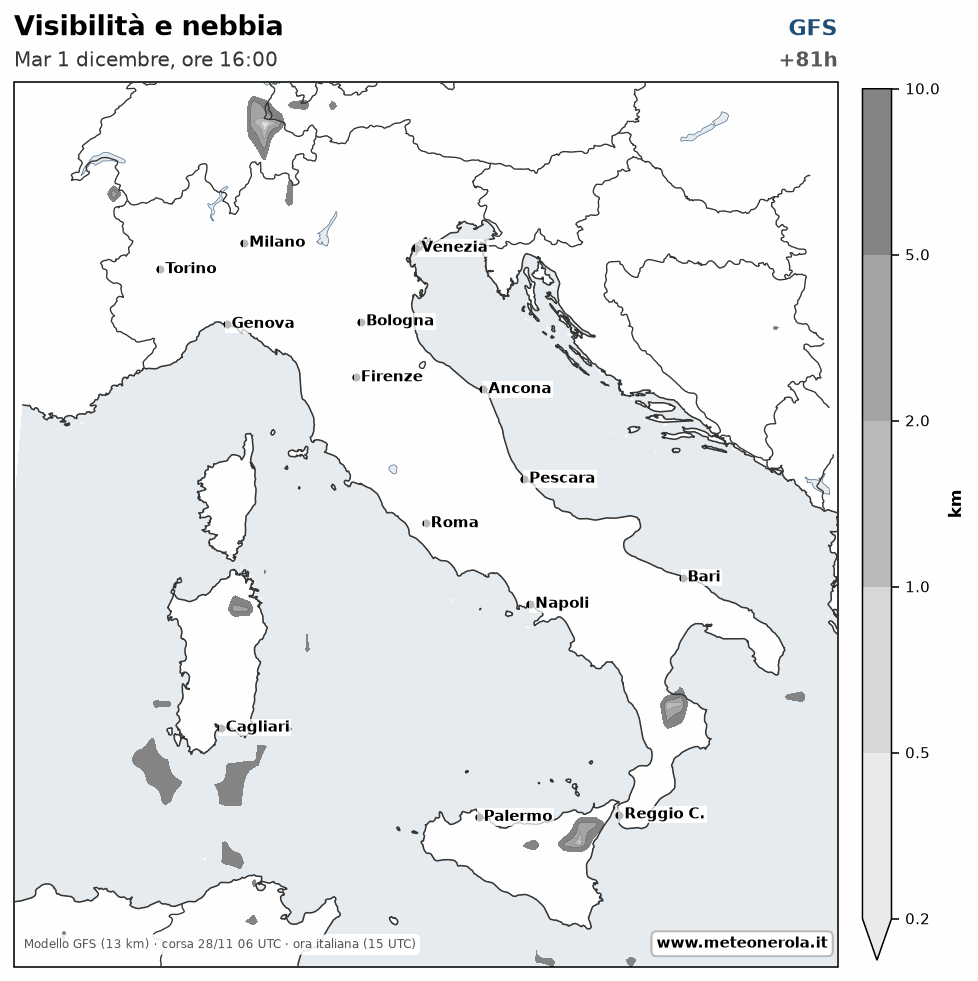 Visibilità e nebbia
GFS
Mar 1 dicembre, ore 16:00
+81h
10.0
Milano
Venezia
5.0
Torino
Genova
Bologna
Firenze
Ancona
2.0
Pescara
km
Roma
Bari
1.0
Napoli
Cagliari
0.5
Palermo
Reggio C.
0.2
Modello GFS (13 km) · corsa 28/11 06 UTC · ora italiana (15 UTC)
www.meteonerola.it